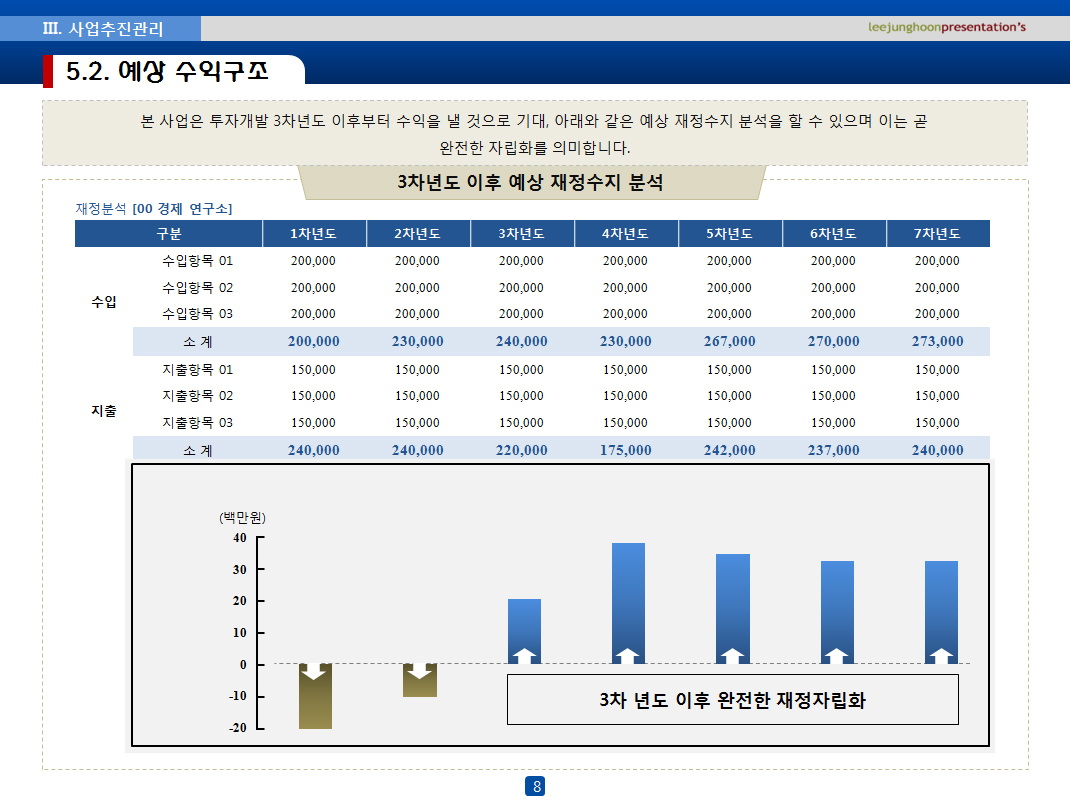 III. 사업추진관리
leejunghoonpresentation's
5.2. 예상 수익구조
본 사업은 투자개발 3차년도 이후부터 수익을 낼 것으로 기대, 아래와 같은 예상 재정수지 분석을 할 수 있으며 이는 곧
완전한 자립화를 의미합니다.
3차년도 이후 예상 재정수지 분석
재정분석 [00 경제 연구소]
구분 1차년도 2차년도 3차년도 4차년도 5차년도 6차년도 7차년도
수입항목 01 200,000 200,000 200,000 200,000 200,000 200,000 200,000
수입항목 02 200,000 200,000 200,000 200,000 200,000 200,000 200,000
수입
수입항목 03 200,000 200,000 200,000 200,000 200,000 200,000 200,000
소 계 200,000 230,000 240,000 230,000 267,000 270,000 273,000
지출항목 01 150,000 150,000 150,000 150,000 150,000 150,000 150,000
지출항목 02 150,000 150,000 150,000 150,000 150,000 150,000 150,000
지출
지출항목 03 150,000 150,000 150,000 150,000 150,000 150,000 150,000
소 계 240,000 240,000 220,000 175,000 242,000 237,000 240,000
(백만원)
40
30
20
10
0
-10
-20
3차 년도 이후 완전한 재정자립화
8